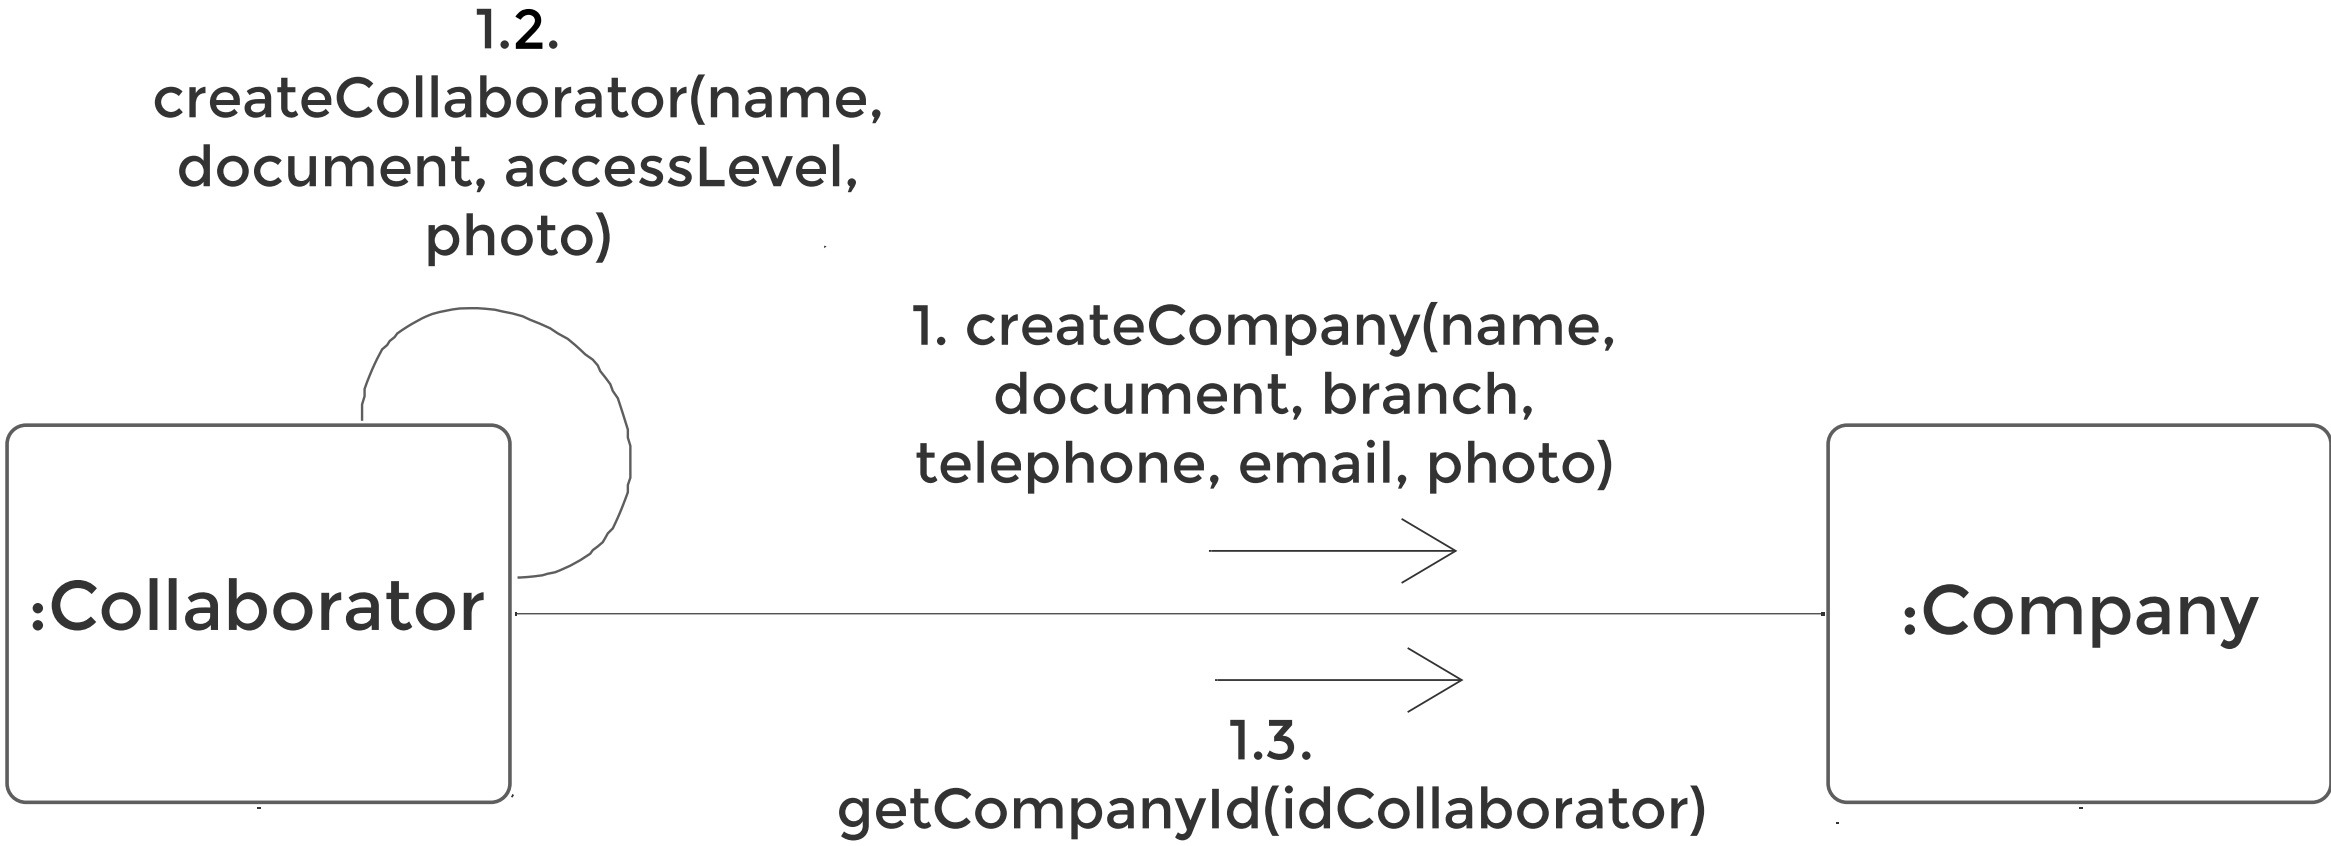 1.2.
createCollaborator(name,
document, accessLevel,
photo)
1. createCompany(name,
document, branch,
telephone, email, photo)
:Collaborator
:Company
1.3.
getCompanyId(idCollaborator)